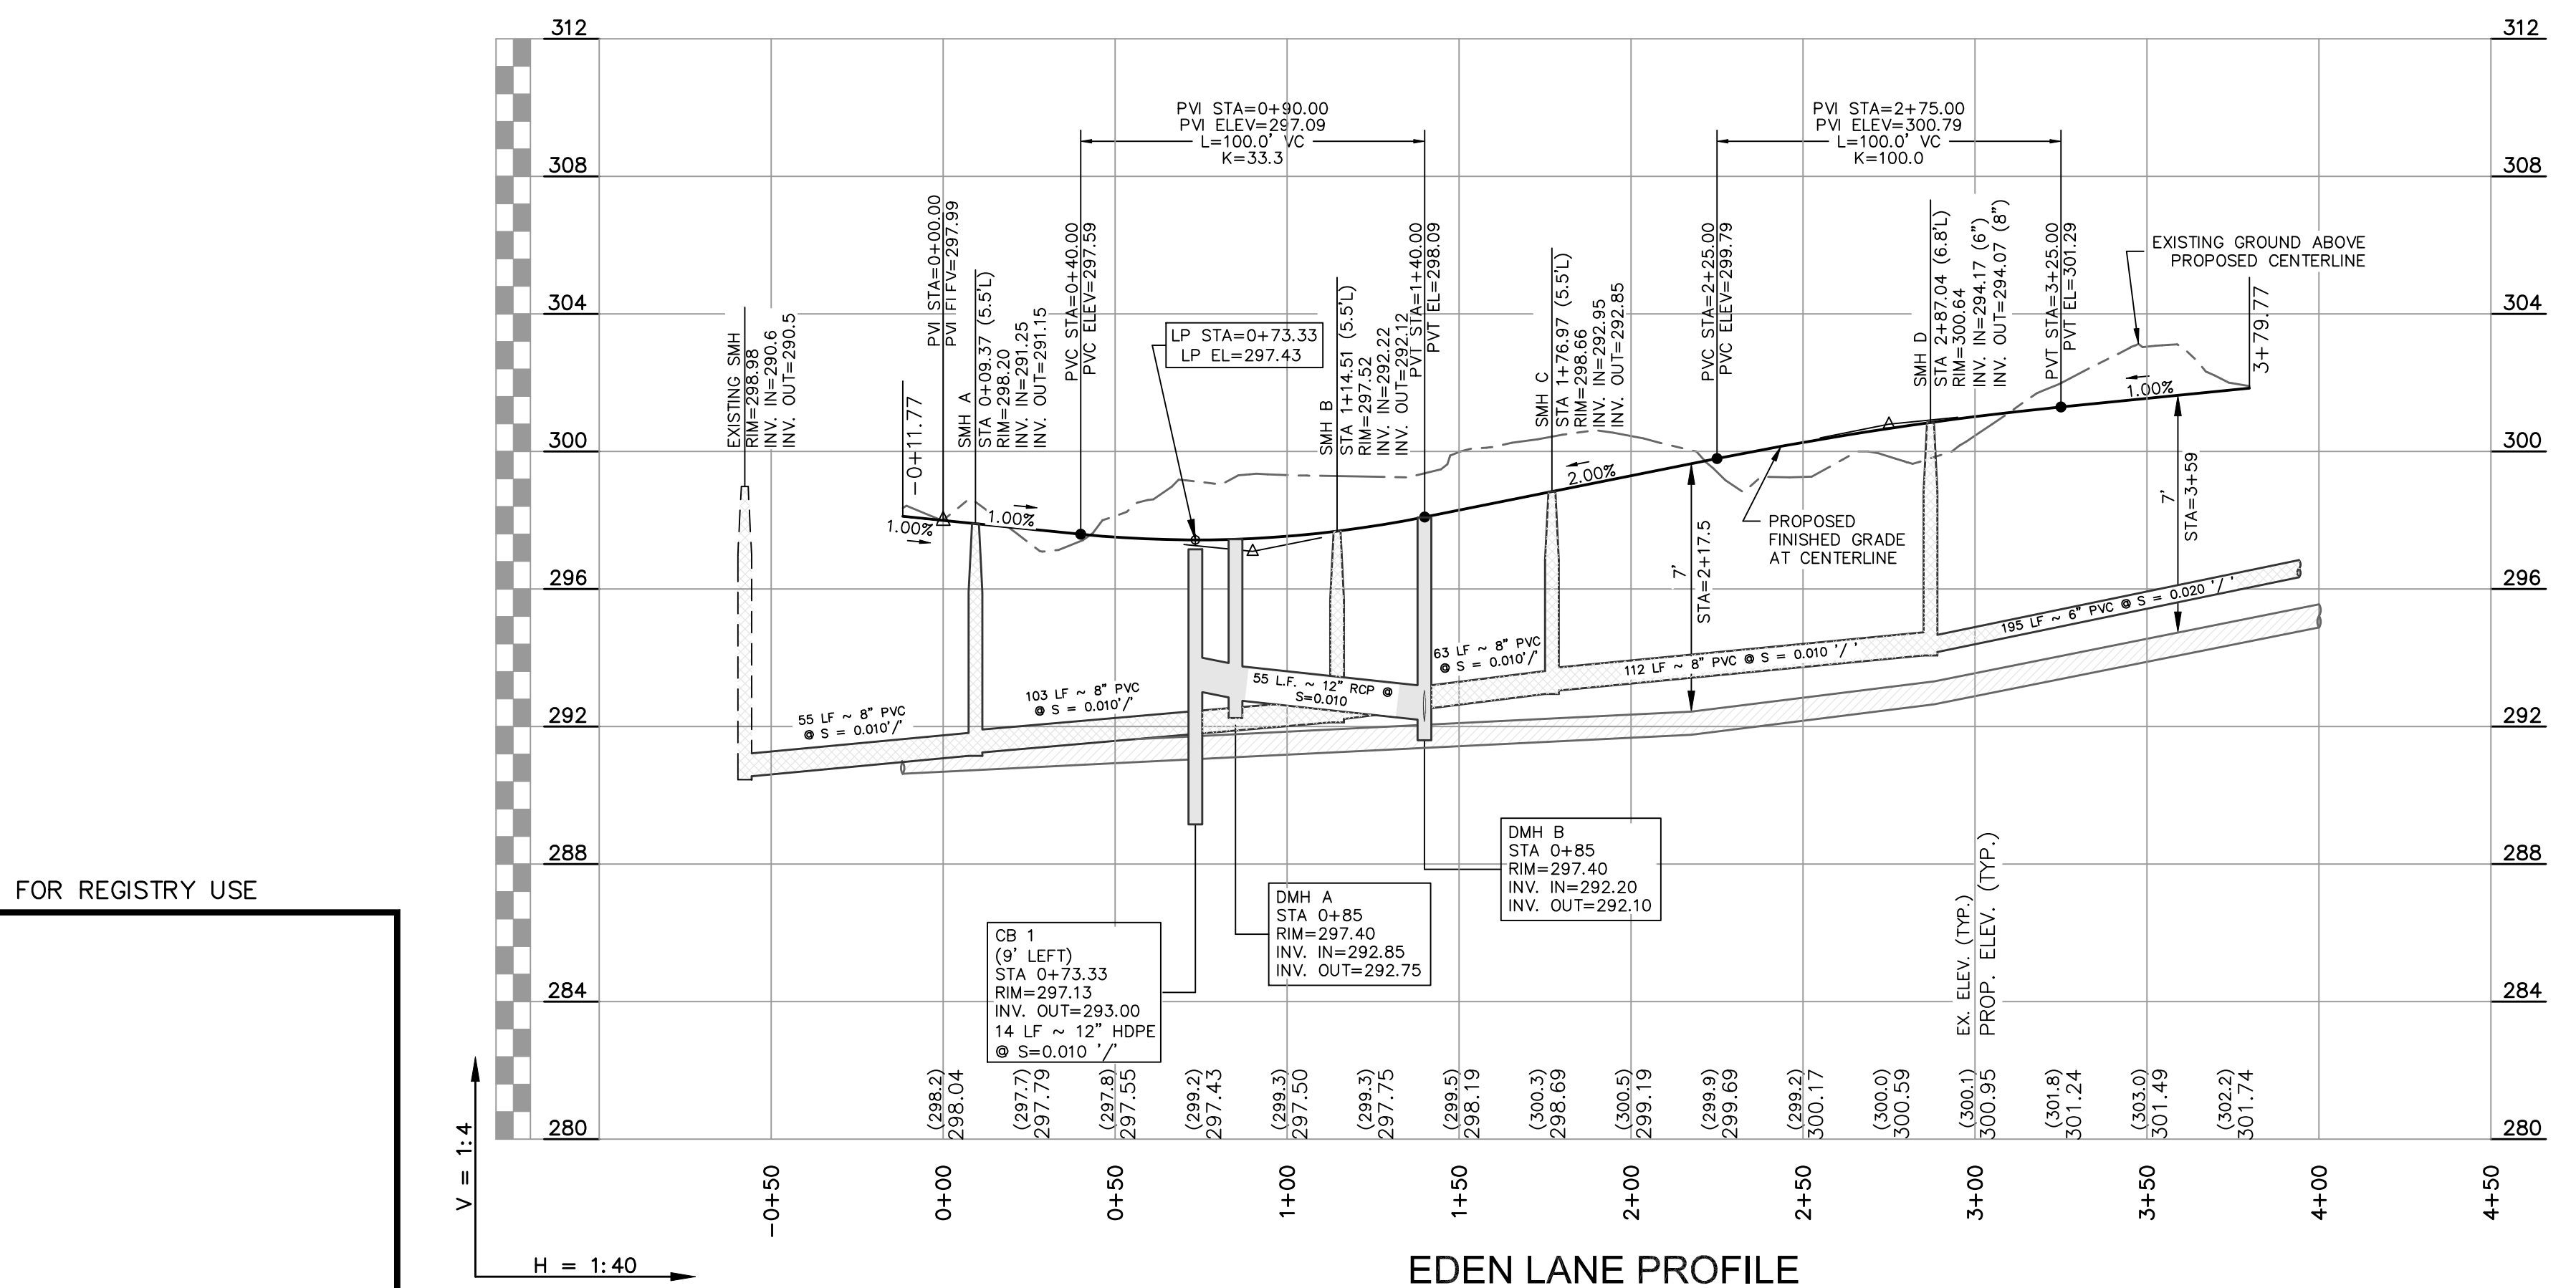 312
312
308
308
304
304
300
300
296
296
292
292
288
288
284
284
280
280
PVI STA=0+90.00
PVI ELEV=297.09
L=100.0' VC
K=33.3
PVI STA=2+75.00
PVI ELEV=300.79
L=100.0' VC
K=100.0
EXISTING SMH
RIM=298.98
INV. IN=290.6
INV. OUT=290.5
-0+11.77
PVI STA=0+00.00
PVI ELEV=297.99
SMH A
STA 0+09.37 (5.5'L)
RIM=298.20
INV. IN=291.25
INV. OUT=291.15
PVC STA=0+40.00
PVC ELEV=297.59
LP STA=0+73.33
LP EL=297.43
SMH B
STA 1+14.51 (5.5'L)
RIM=297.52
INV. IN=292.22
INV. OUT=292.12
PVT STA=1+40.00
PVT EL=298.09
SMH C
STA 1+76.97 (5.5'L)
RIM=298.66
INV. IN=292.95
INV. OUT=292.85
PVC STA=2+25.00
PVC ELEV=299.79
SMH D
STA 2+87.04 (6.8'L)
RIM=300.64
INV. IN=294.17 (6")
INV. OUT=294.07 (8")
PVT STA=3+25.00
PVT EL=301.29
EXISTING GROUND ABOVE
PROPOSED CENTERLINE
3+79.77
1.00%
1.00%
2.00%
1.00%
PROPOSED
FINISHED GRADE
AT CENTERLINE
7'
STA=2+17.5
7'
STA=3+59
55 LF ~ 8" PVC
@ S = 0.010'/'
103 LF ~ 8" PVC
@ S = 0.010'/'
55 L.F. ~ 12" RCP @
S=0.010
63 LF ~ 8" PVC
@ S = 0.010'/'
112 LF ~ 8" PVC @ S = 0.010 '/'
195 LF ~ 6" PVC @ S = 0.020 '/'
DMH B
STA 0+85
RIM=297.40
INV. IN=292.20
INV. OUT=292.10
DMH A
STA 0+85
RIM=297.40
INV. IN=292.85
INV. OUT=292.75
CB 1
(9' LEFT)
STA 0+73.33
RIM=297.13
INV. OUT=293.00
14 LF ~ 12" HDPE
@ S=0.010 '/'
EX. ELEV. (TYP.)
PROP. ELEV. (TYP.)
(298.2)
298.04
(297.7)
297.79
(297.8)
297.55
(299.2)
297.43
(299.3)
297.50
(299.3)
297.75
(299.5)
298.19
(300.3)
298.69
(300.5)
299.19
(299.9)
299.69
(299.2)
300.17
(300.0)
300.59
(300.1)
300.95
(301.8)
301.24
(303.0)
301.49
(302.2)
301.74
-0+50
0+00
0+50
1+00
1+50
2+00
2+50
3+00
3+50
4+00
4+50
FOR REGISTRY USE
V = 1:4
H = 1:40
EDEN LANE PROFILE